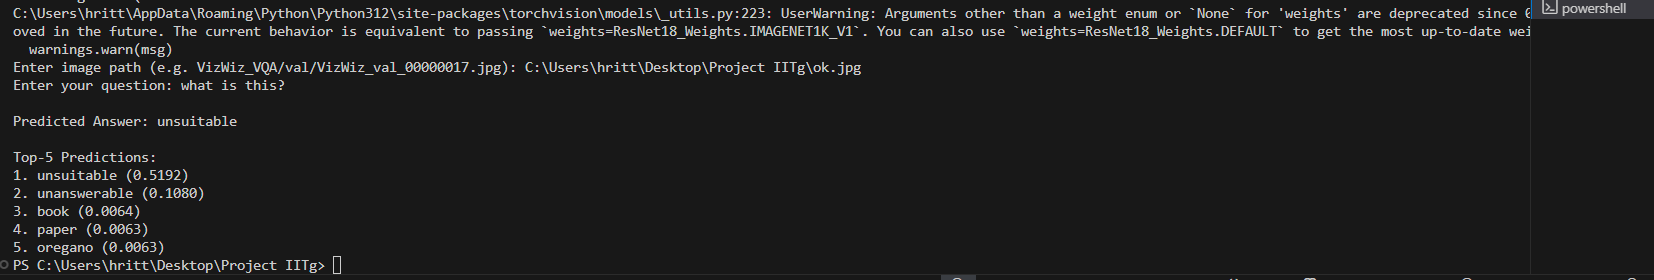 C:\Users\hritt\AppData\Roaming\Python\Python312\site-packages\torchvision\models\_utils.py:223: UserWarning: Arguments other than a weight enum or `None` for 'weights' are deprecated since
oved in the future. The current behavior is equivalent to passing `weights=ResNet18_Weights.IMAGENET1K_V1`. You can also use `weights=ResNet18_Weights.DEFAULT` to get the most up-to-date wei
warnings.warn(msg)
Enter image path (e.g. VizWiz_VQA/val/VizWiz_val_00000017.jpg): C:\Users\hritt\Desktop\Project IITg\ok.jpg
Enter your question: what is this?
Predicted Answer: unsuitable
Top-5 Predictions:
1. unsuitable (0.5192)
2. unanswerable (0.1080)
3. book (0.0064)
4. paper (0.0063)
5. oregano (0.0063)
PS C:\Users\hritt\Desktop\Project IITg>
powershell